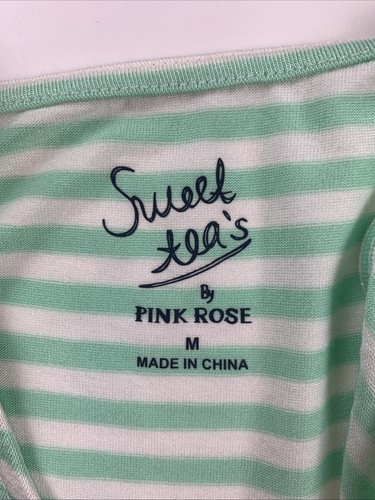 Sweet
tea's
By
PINK ROSE
M
MADE IN CHINA